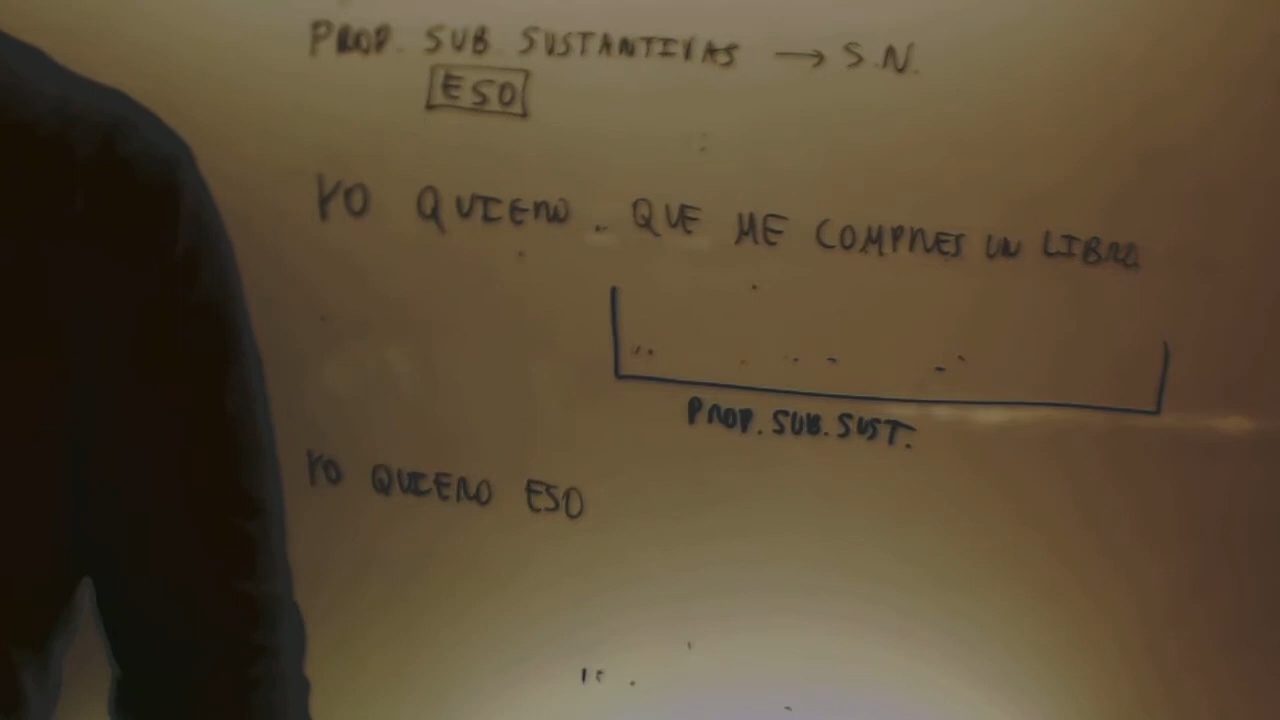 PROP. SUB SUSTANTIVAS → S.N.
ESO
YO QUIERO. QUE ME COMPRES UN LIBRO
PROP. SUB. SUST.
YO QUIERO ESO